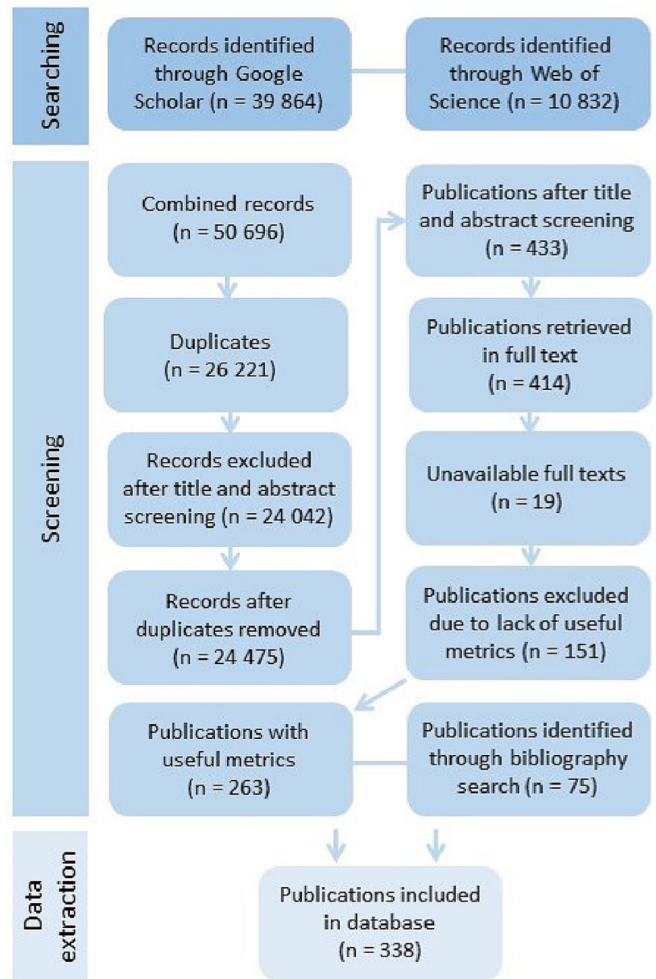 Searching
Records identified
through Google
Scholar (n = 39 864)
Records identified
through Web of
Science (n = 10 832)
Screening
Combined records
(n = 50 696)
Duplicates
(n = 26 221)
Records excluded
after title and abstract
screening (n = 24 042)
Records after
duplicates removed
(n = 24 475)
Publications after title
and abstract screening
(n = 433)
Publications retrieved
in full text
(n = 414)
Unavailable full texts
(n = 19)
Publications excluded
due to lack of useful
metrics (n = 151)
Publications with
useful metrics
(n = 263)
Publications identified
through bibliography
search (n = 75)
Data
extraction
Publications included
in database
(n = 338)